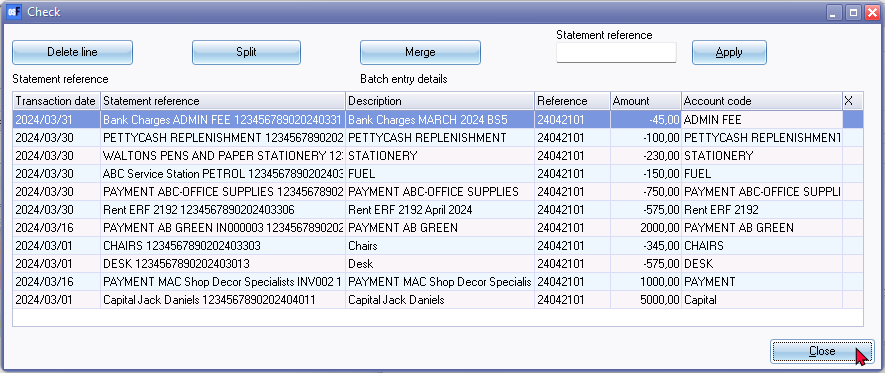 Check
Statement reference
Delete line Split Merge Apply
Statement reference Batch entry details
Transaction date Statement reference Description Reference Amount Account code X
2024/03/31 Bank Charges ADMIN FEE 123456789020240331 Bank Charges MARCH 2024 BS5 24042101 -45,00 ADMIN FEE
2024/03/30 PETTYCASH REPLENISHMENT 1234567890202 PETTYCASH REPLENISHMENT 24042101 -100,00 PETTYCASH REPLENISHMENT
2024/03/30 WALTONS PENS AND PAPER STATIONERY 123 STATIONERY 24042101 -230,00 STATIONERY
2024/03/30 ABC Service Station PETROL 1234567890202403 FUEL 24042101 -150,00 FUEL
2024/03/30 PAYMENT ABC-OFFICE SUPPLIES 12345678902 PAYMENT ABC-OFFICE SUPPLIES 24042101 -750,00 PAYMENT ABC-OFFICE SUPPLI
2024/03/30 Rent ERF 2192 1234567890202403306 Rent ERF 2192 April 2024 24042101 -575,00 Rent ERF 2192
2024/03/16 PAYMENT AB GREEN IN000003 1234567890202 PAYMENT AB GREEN 24042101 2000,00 PAYMENT AB GREEN
2024/03/01 CHAIRS 1234567890202403303 Chairs 24042101 -345,00 CHAIRS
2024/03/01 DESK 1234567890202403013 Desk 24042101 -575,00 DESK
2024/03/16 PAYMENT MAC Shop Decor Specialists INV002 1 PAYMENT MAC Shop Decor Specialis 24042101 1000,00 PAYMENT
2024/03/01 Capital Jack Daniels 1234567890202404011 Capital Jack Daniels 24042101 5000,00 Capital
Close